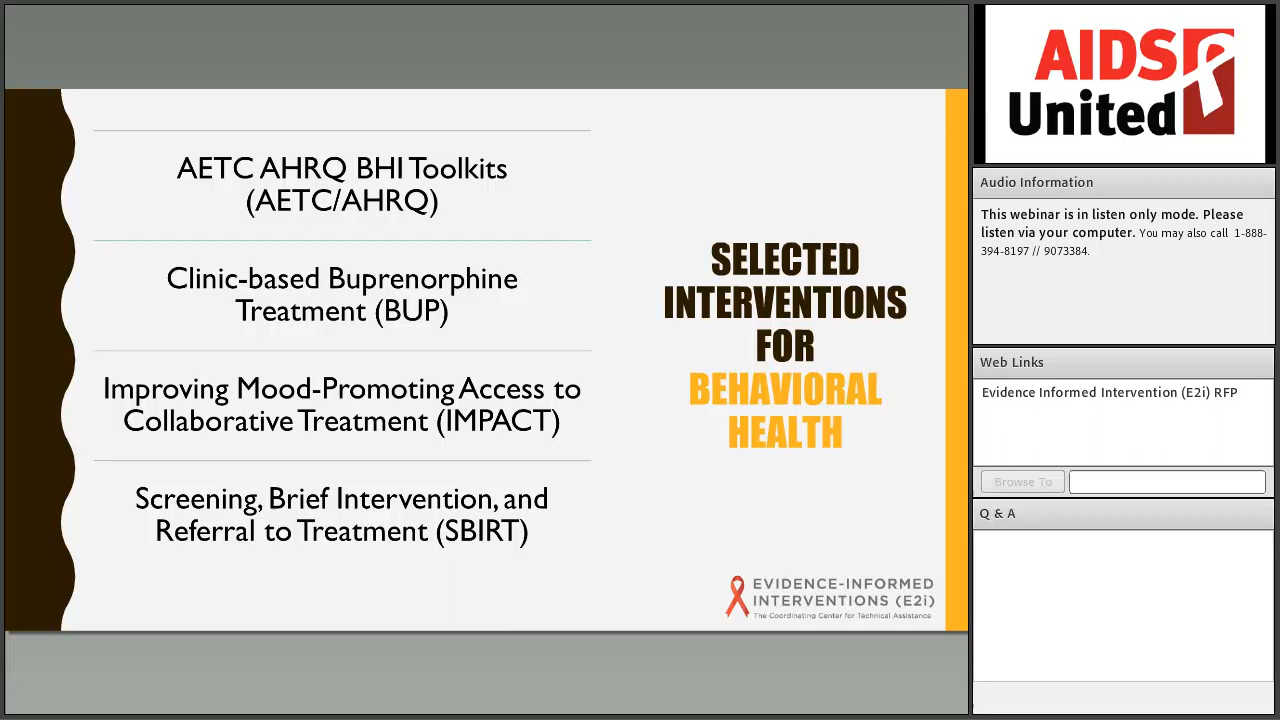 AETC AHRQ BHI Toolkits
(AETC/AHRQ)
Clinic-based Buprenorphine
Treatment (BUP)
Improving Mood-Promoting Access to
Collaborative Treatment (IMPACT)
Screening, Brief Intervention, and
Referral to Treatment (SBIRT)
SELECTED
INTERVENTIONS
FOR
BEHAVIORAL
HEALTH
EVIDENCE-INFORMED
INTERVENTIONS (E2i)
The Coordinating Center for Technical Assistance
AIDS
United
Audio Information
This webinar is in listen only mode. Please
listen via your computer. You may also call 1-888-
394-8197 // 9073384.
Web Links
Evidence Informed Intervention (E2i) RFP
Browse To
Q & A